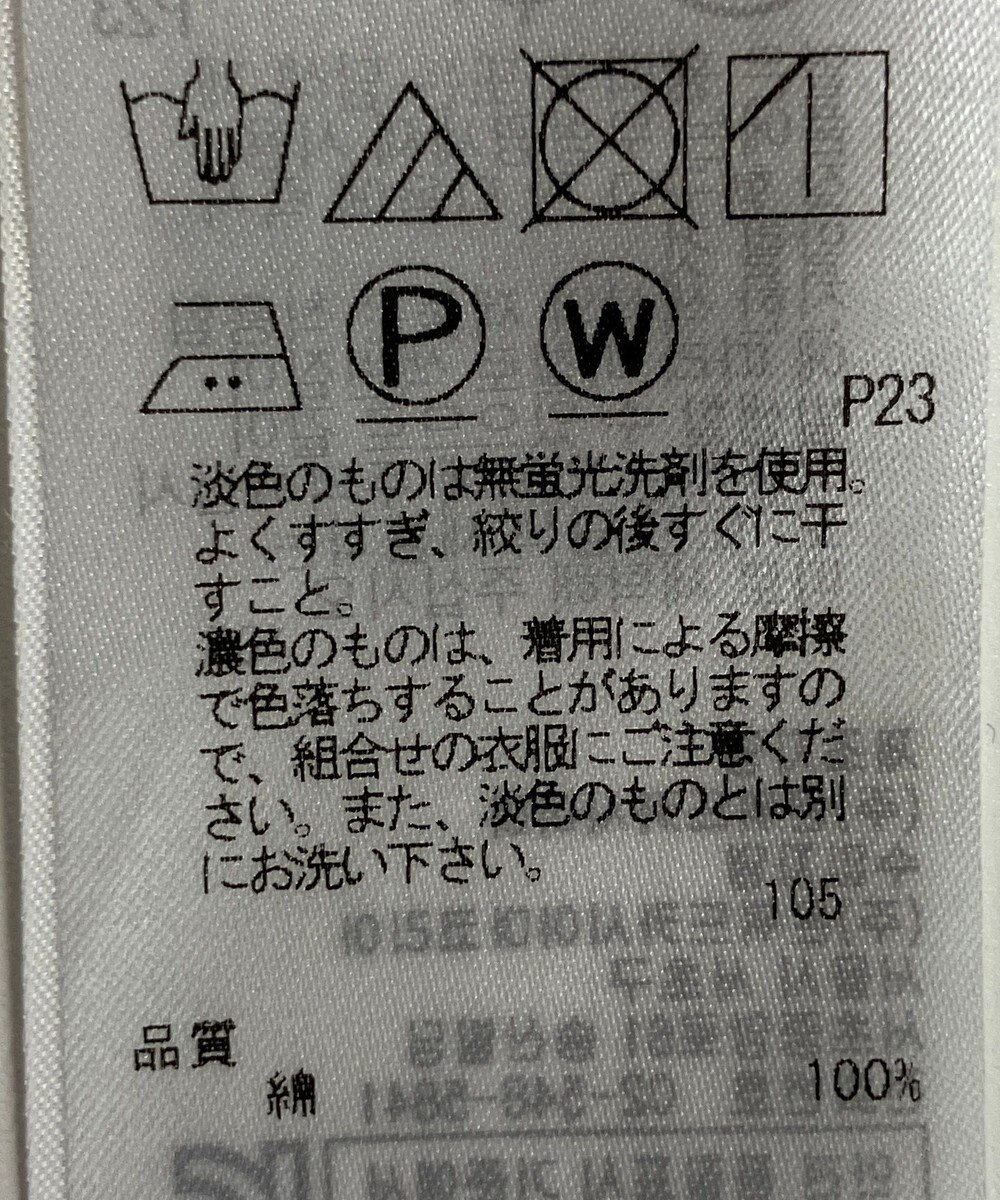 P
W
P23
淡色のものは無蛍光洗剤を使用。
よくすすぎ、絞りの後すぐに干
すこと。
濃色のものは、着用による摩擦
で色落ちすることがありますの
で、組合せの衣服にご注意くだ
さい。また、淡色のものとは別
にお洗い下さい。
105
品質
綿 100%